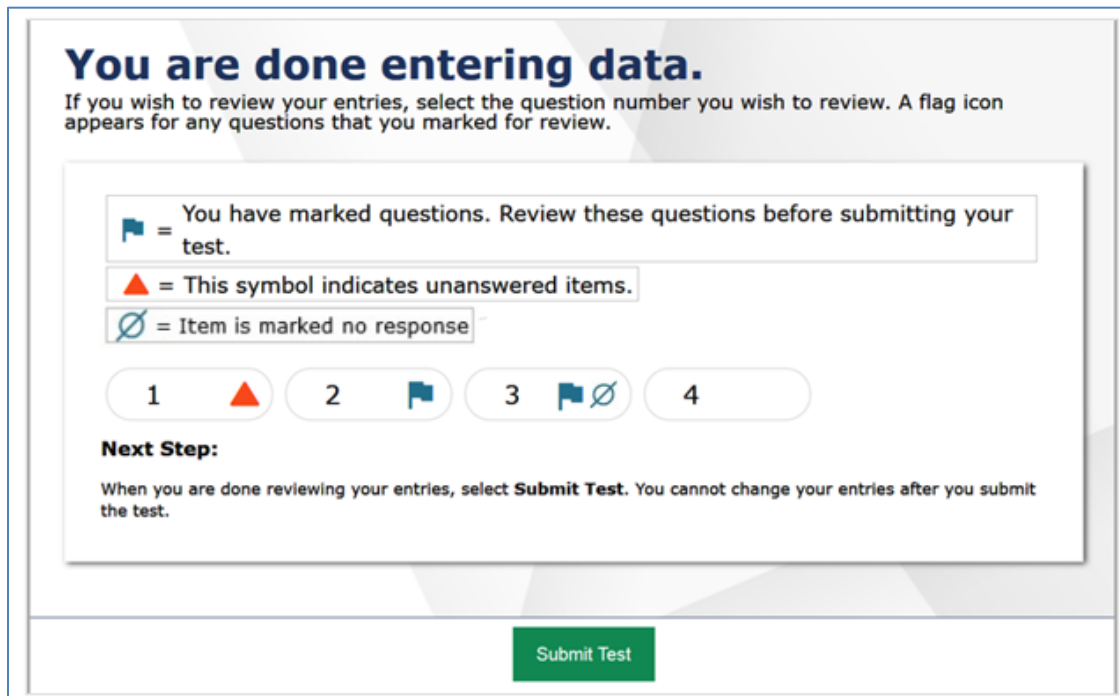 You are done entering data.
If you wish to review your entries, select the question number you wish to review. A flag icon
appears for any questions that you marked for review.
= You have marked questions. Review these questions before submitting your
test.
= This symbol indicates unanswered items.
= Item is marked no response
1 2 3 4
Next Step:
When you are done reviewing your entries, select Submit Test. You cannot change your entries after you submit
the test.
Submit Test